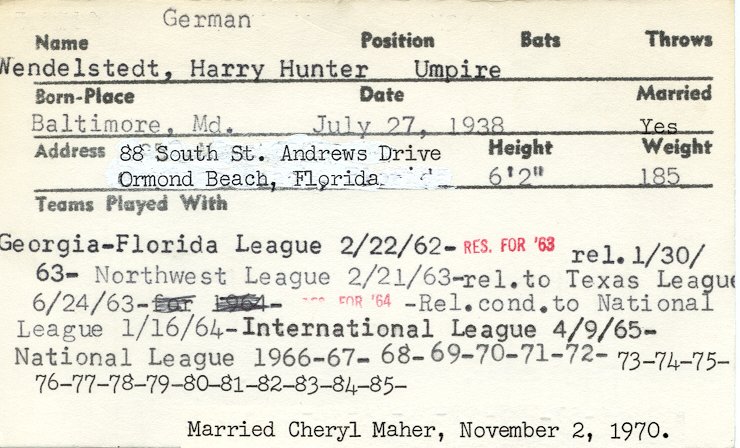 German
Name Position Bats Throws
Wendelstedt, Harry Hunter Umpire
Born-Place Date Married
Baltimore, Md. July 27, 1938 Yes
Address 88 South St. Andrews Drive Height Weight
Ormond Beach, Florida 6'2" 185
Teams Played With
Georgia-Florida League 2/22/62- RES. FOR '63 rel.1/30/
63- Northwest League 2/21/63-rel.to Texas League
6/24/63-for 1964- RES. FOR '64 -Rel.cond.to National
League 1/16/64-International League 4/9/65-
National League 1966-67- 68-69-70-71-72- 73-74-75-
76-77-78-79-80-81-82-83-84-85-
Married Cheryl Maher, November 2, 1970.